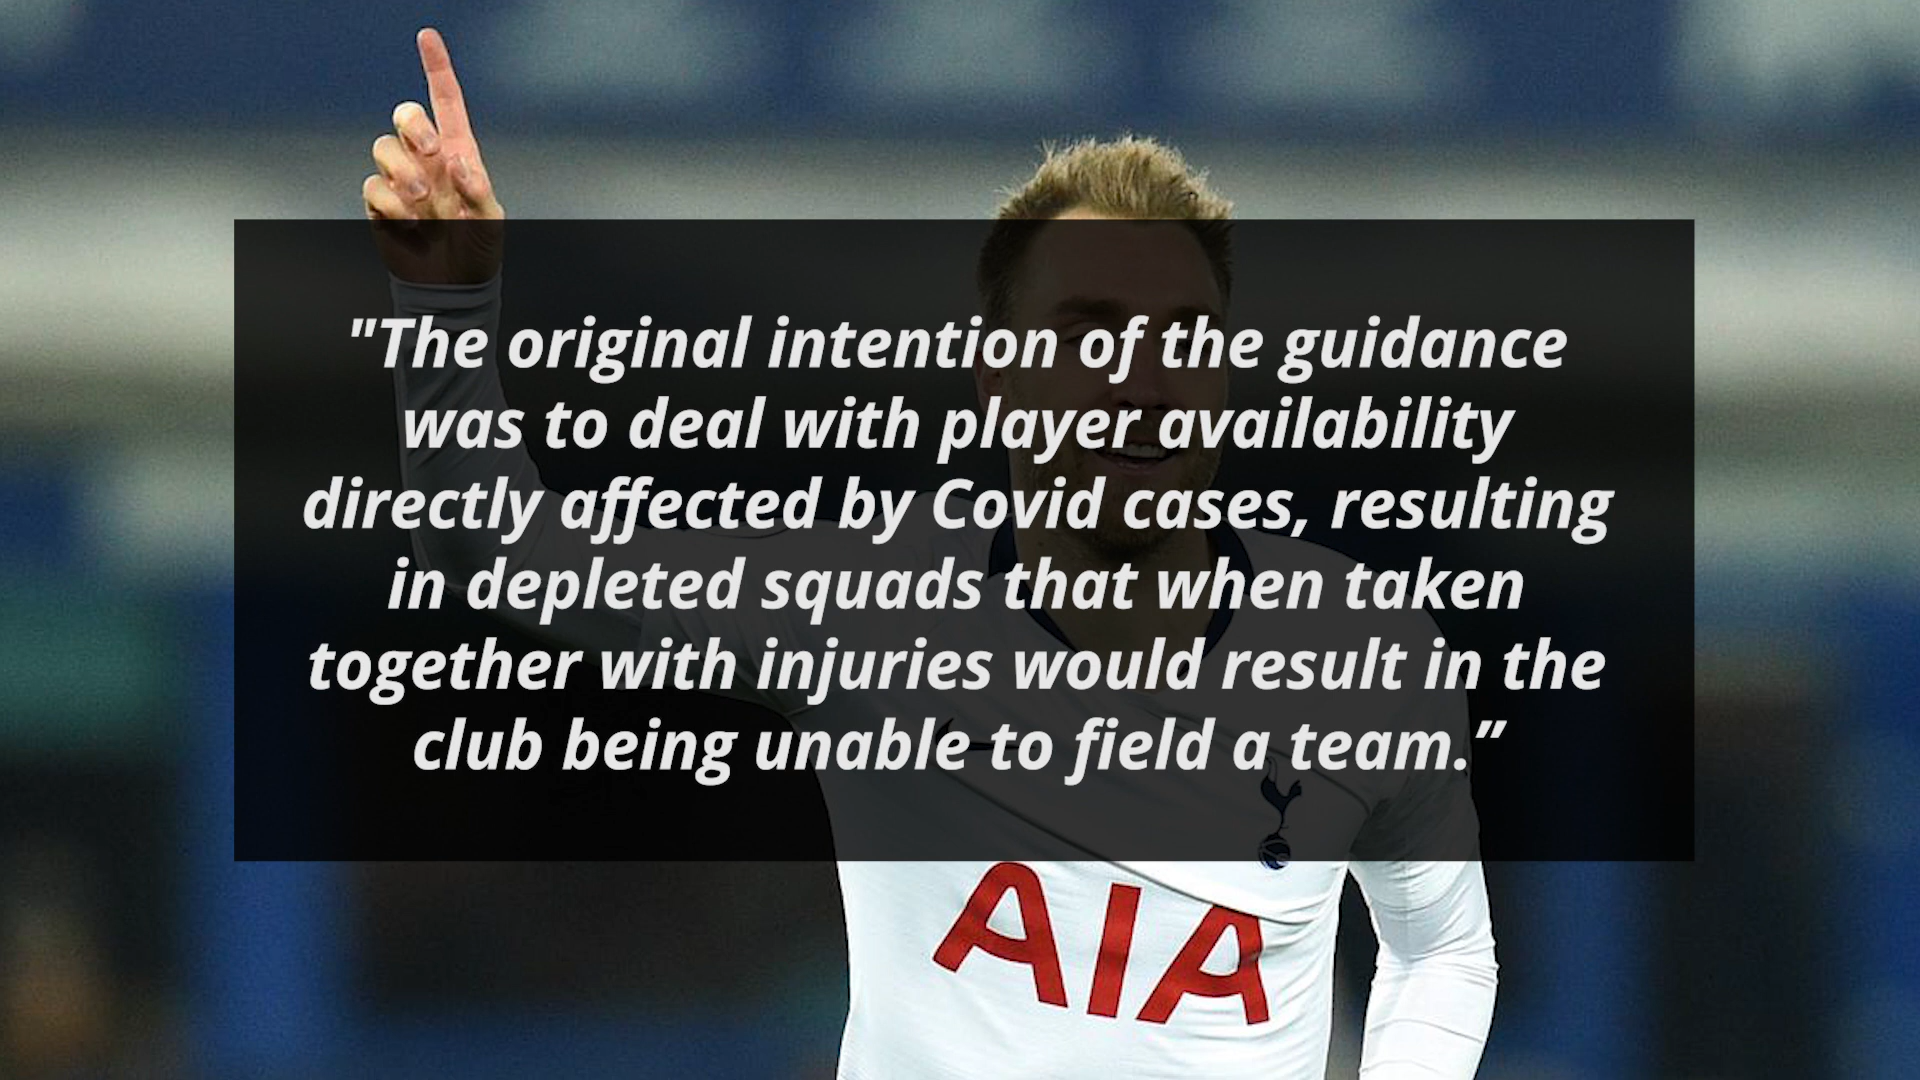 "The original intention of the guidance
was to deal with player availability
directly affected by Covid cases, resulting
in depleted squads that when taken
together with injuries would result in the
club being unable to field a team.”
AIA